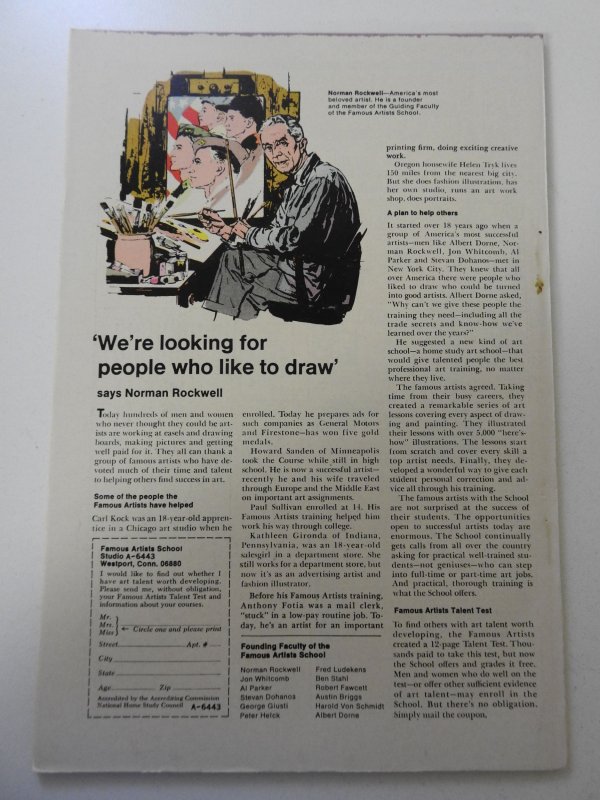 Norman Rockwell—America's most
beloved artist. He is a founder
and member of the Guiding Faculty
of the Famous Artists School.
'We're looking for
people who like to draw'
says Norman Rockwell
Today hundreds of men and women
who never thought they could be art-
ists are working at easels and drawing
boards, making pictures and getting
well paid for it. They all can thank a
group of famous artists who have de-
voted much of their time and talent
to helping others find success in art.
Some of the people the
Famous Artists have helped
Carl Kock was an 18-year-old appren-
tice in a Chicago art studio when he
Famous Artists School
Studio A-6443
Westport, Conn. 06880
I would like to find out whether I
have art talent worth developing.
Please send me, without obligation,
your Famous Artists Talent Test and
information about your courses.
Mr.
Mrs.
Miss
← Circle one and please print
Street Apt. #
City
State
Age Zip
Accredited by the Accrediting Commission
National Home Study Council A-6443
enrolled. Today he prepares ads for
such companies as General Motors
and Firestone—has won five gold
medals.
Howard Sanden of Minneapolis
took the Course while still in high
school. He is now a successful artist—
recently he and his wife traveled
through Europe and the Middle East
on important art assignments.
Paul Sullivan enrolled at 14. His
Famous Artists training helped him
work his way through college.
Kathleen Gironda of Indiana,
Pennsylvania, was an 18-year-old
salesgirl in a department store. She
still works for a department store, but
now it's as an advertising artist and
fashion illustrator.
Before his Famous Artists training,
Anthony Fotia was a mail clerk,
"stuck" in a low-pay routine job. To-
day, he's an artist for an important
Founding Faculty of the
Famous Artists School
Norman Rockwell
Jon Whitcomb
Al Parker
Stevan Dohanos
George Giusti
Peter Helck
Fred Ludekens
Ben Stahl
Robert Fawcett
Austin Briggs
Harold Von Schmidt
Albert Dorne
printing firm, doing exciting creative
work.
Oregon housewife Helen Tryk lives
150 miles from the nearest big city.
But she does fashion illustration, has
her own studio, runs an art work
shop, does portraits.
A plan to help others
It started over 18 years ago when a
group of America's most successful
artists—men like Albert Dorne, Nor-
man Rockwell, Jon Whitcomb, Al
Parker and Stevan Dohanos—met in
New York City. They knew that all
over America there were people who
liked to draw who could be turned
into good artists. Albert Dorne asked,
"Why can't we give these people the
training they need—including all the
trade secrets and know-how we've
learned over the years?"
He suggested a new kind of art
school—a home study art school—that
would give talented people the best
professional art training, no matter
where they live.
The famous artists agreed. Taking
time from their busy careers, they
created a remarkable series of art
lessons covering every aspect of draw-
ing and painting. They illustrated
their lessons with over 5,000 "here's-
how" illustrations. The lessons start
from scratch and cover every skill a
top artist needs. Finally, they de-
veloped a wonderful way to give each
student personal correction and ad-
vice all through his training.
The famous artists with the School
are not surprised at the success of
their students. The opportunities
open to successful artists today are
enormous. The School continually
gets calls from all over the country
asking for practical well-trained stu-
dents—not geniuses—who can step
into full-time or part-time art jobs.
And practical, thorough training is
what the School offers.
Famous Artists Talent Test
To find others with art talent worth
developing, the Famous Artists
created a 12-page Talent Test. Thou-
sands paid to take this test, but now
the School offers and grades it free.
Men and women who do well on the
test—or offer other sufficient evidence
of art talent—may enroll in the
School. But there's no obligation.
Simply mail the coupon.